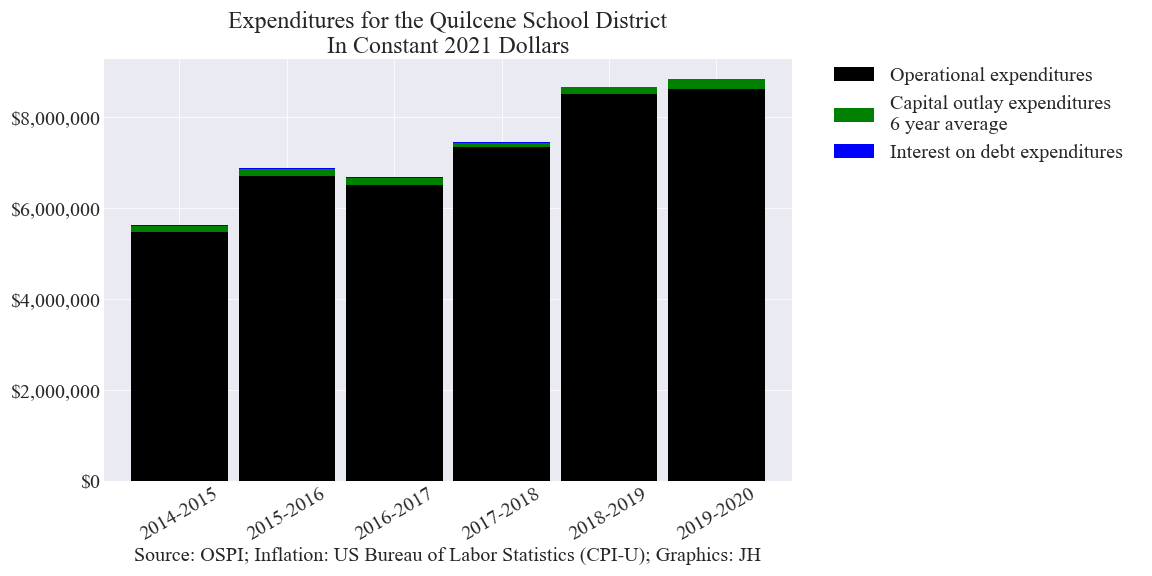 Expenditures for the Quilcene School District
In Constant 2021 Dollars
Operational expenditures
Capital outlay expenditures
6 year average
Interest on debt expenditures
$8,000,000
$6,000,000
$4,000,000
$2,000,000
$0
2014-2015
2015-2016
2016-2017
2017-2018
2018-2019
2019-2020
Source: OSPI; Inflation: US Bureau of Labor Statistics (CPI-U); Graphics: JH